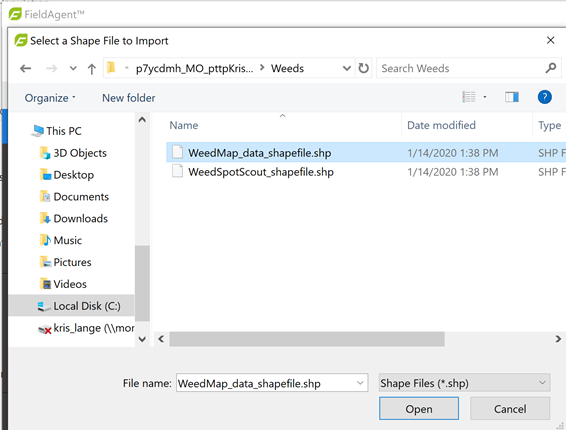 FieldAgent™
Select a Shape File to Import
p7ycdmh_MO_pttpKris... > Weeds
Search Weeds
Organize
New folder
?
Name
Date modified
Type
This PC
3D Objects
Desktop
Documents
Downloads
Music
Pictures
Videos
Local Disk (C:)
kris_lange (\\mor
WeedMap_data_shapefile.shp 1/14/2020 1:38 PM SHP F
WeedSpotScout_shapefile.shp 1/14/2020 1:38 PM SHP F
File name: WeedMap_data_shapefile.shp
Shape Files (*.shp)
Open
Cancel